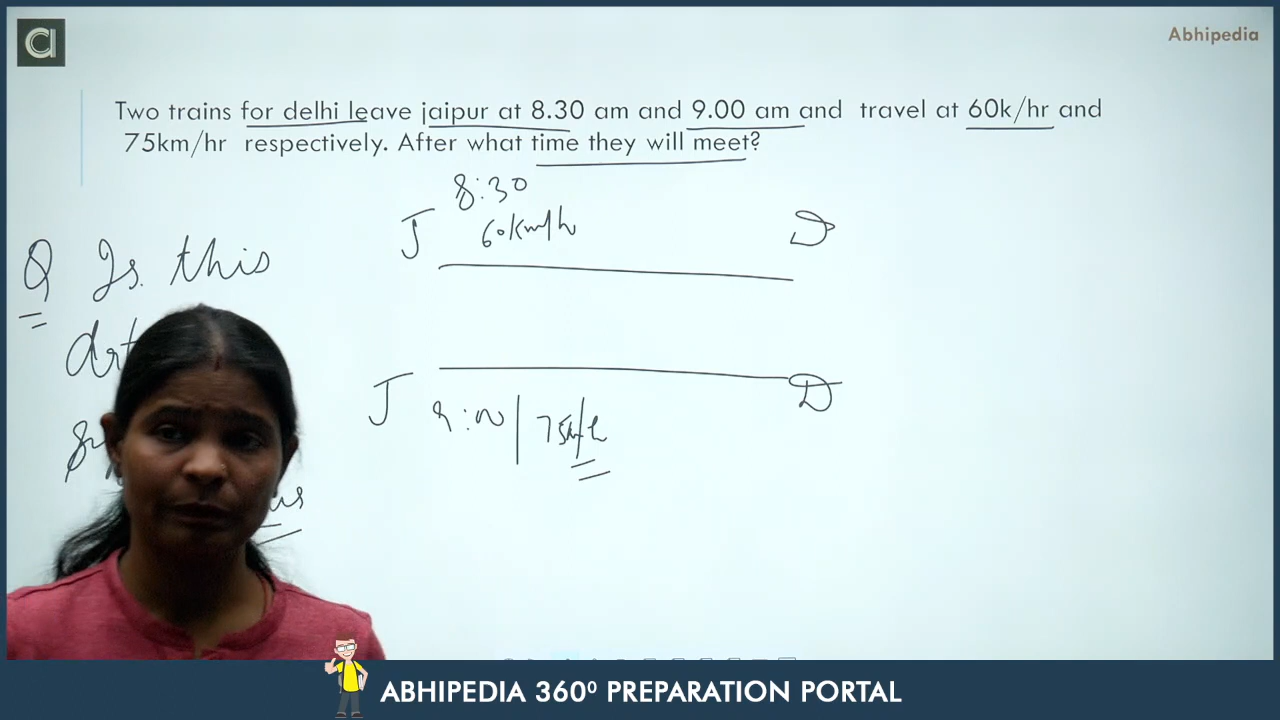 Abhipedia
Two trains for delhi leave jaipur at 8.30 am and 9.00 am and travel at 60k/hr and
75km/hr respectively. After what time they will meet?
8:30
J 60km/h D
Q Is this
J D
9:00 | 75km/h
ABHIPEDIA 360⁰ PREPARATION PORTAL